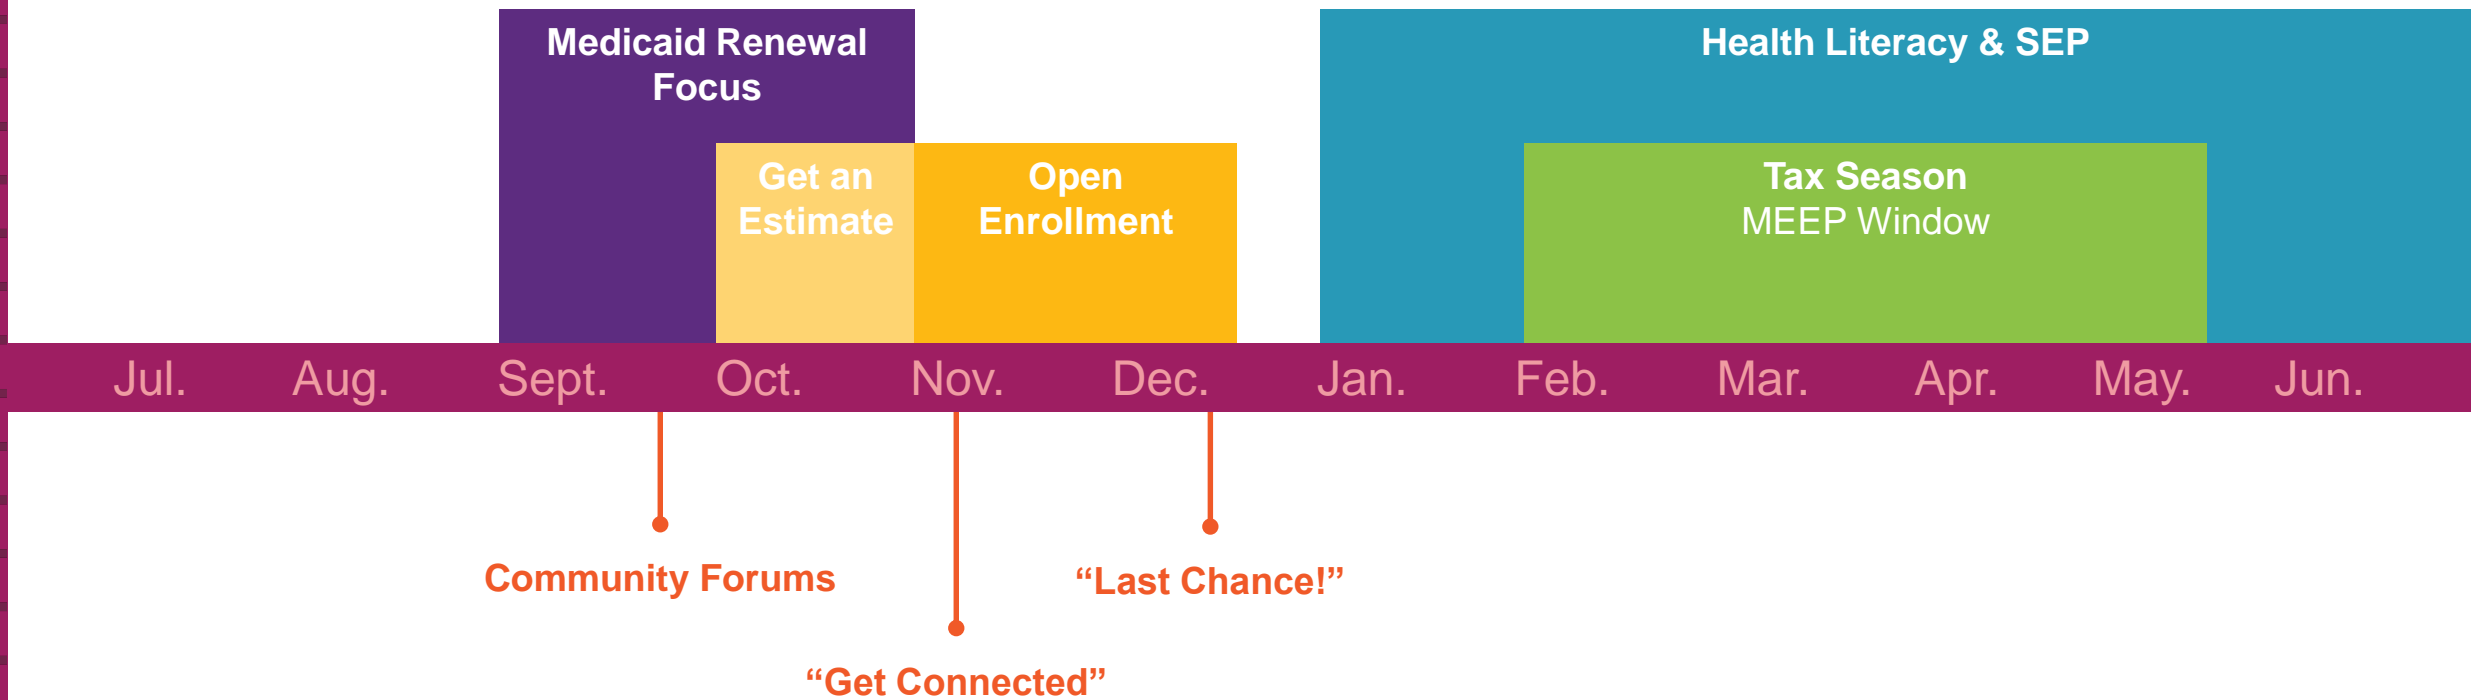 Medicaid Renewal
Focus
Health Literacy & SEP
Get an
Estimate
Open
Enrollment
Tax Season
MEEP Window
Jul. Aug. Sept. Oct. Nov. Dec. Jan. Feb. Mar. Apr. May. Jun.
Community Forums
“Last Chance!”
“Get Connected”